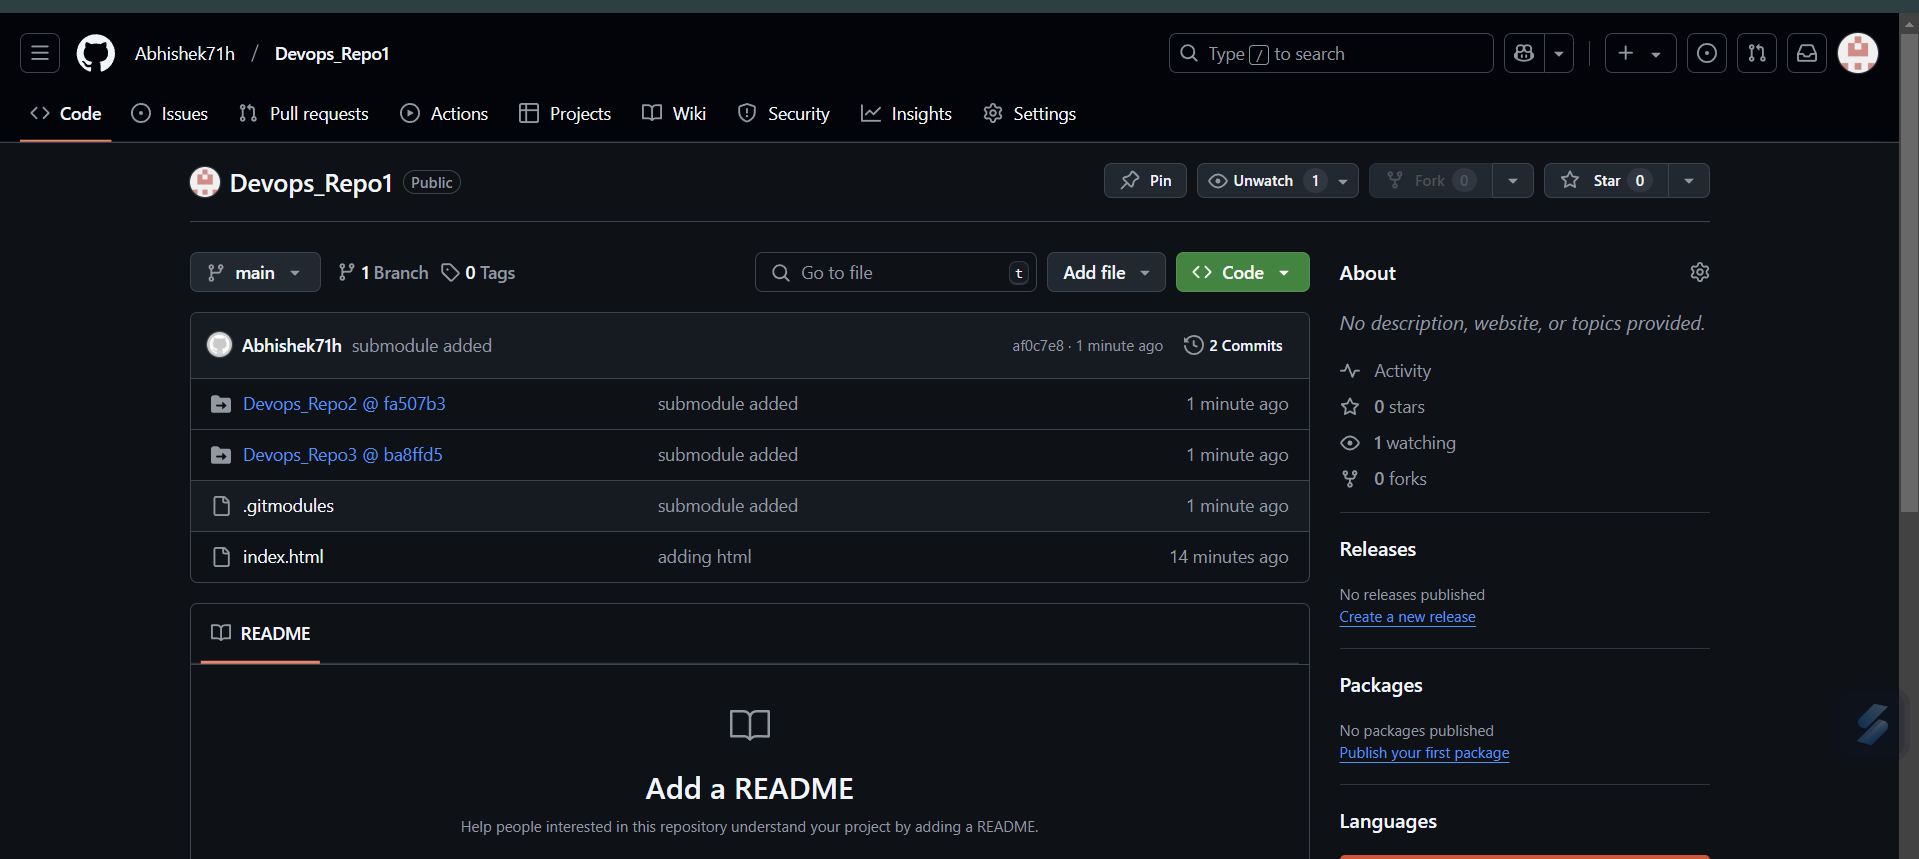 Abhishek71h / Devops_Repo1
Type / to search
Code Issues Pull requests Actions Projects Wiki Security Insights Settings
Devops_Repo1 Public
Pin Unwatch 1 Fork 0 Star 0
main 1 Branch 0 Tags
Go to file t Add file Code
Abhishek71h submodule added af0c7e8 · 1 minute ago 2 Commits
Devops_Repo2 @ fa507b3 submodule added 1 minute ago
Devops_Repo3 @ ba8ffd5 submodule added 1 minute ago
.gitmodules submodule added 1 minute ago
index.html adding html 14 minutes ago
README
Add a README
Help people interested in this repository understand your project by adding a README.
About
No description, website, or topics provided.
Activity
0 stars
1 watching
0 forks
Releases
No releases published
Create a new release
Packages
No packages published
Publish your first package
Languages